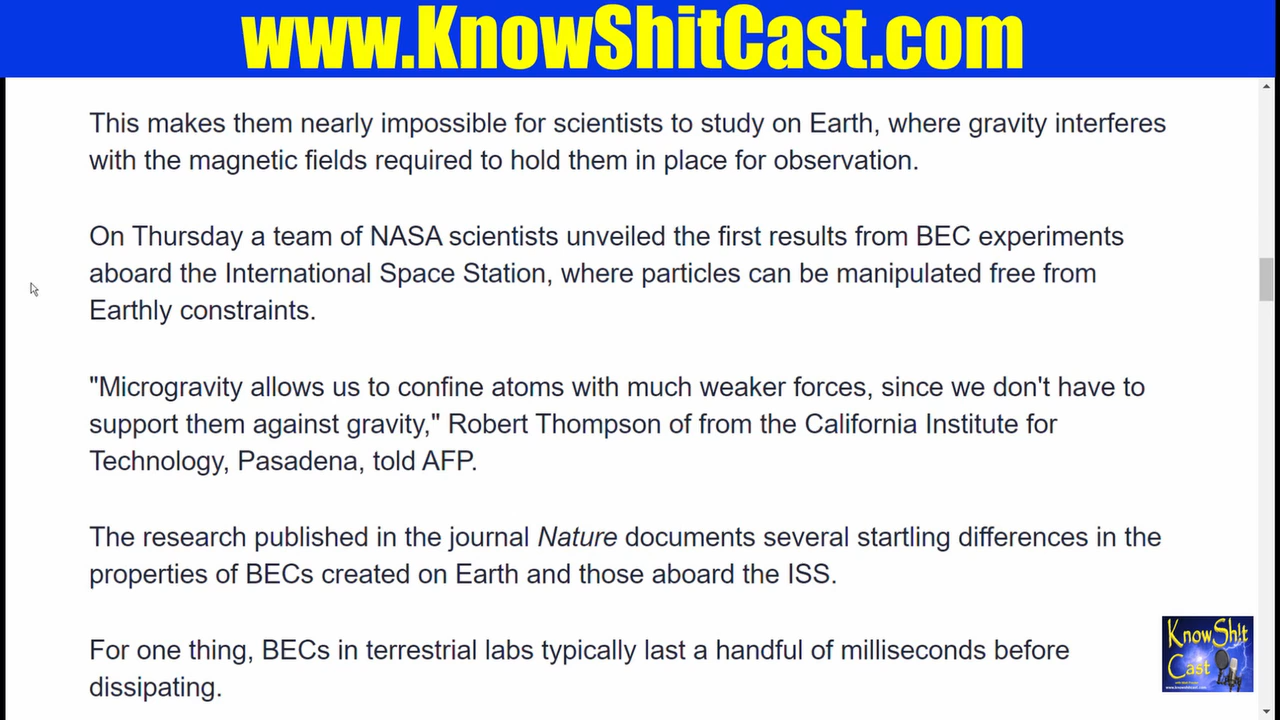 www.KnowShitCast.com
This makes them nearly impossible for scientists to study on Earth, where gravity interferes
with the magnetic fields required to hold them in place for observation.
On Thursday a team of NASA scientists unveiled the first results from BEC experiments
aboard the International Space Station, where particles can be manipulated free from
Earthly constraints.
"Microgravity allows us to confine atoms with much weaker forces, since we don't have to
support them against gravity," Robert Thompson of from the California Institute for
Technology, Pasadena, told AFP.
The research published in the journal Nature documents several startling differences in the
properties of BECs created on Earth and those aboard the ISS.
For one thing, BECs in terrestrial labs typically last a handful of milliseconds before
dissipating.
KnowSh!t
Cast
www.knowshitcast.com